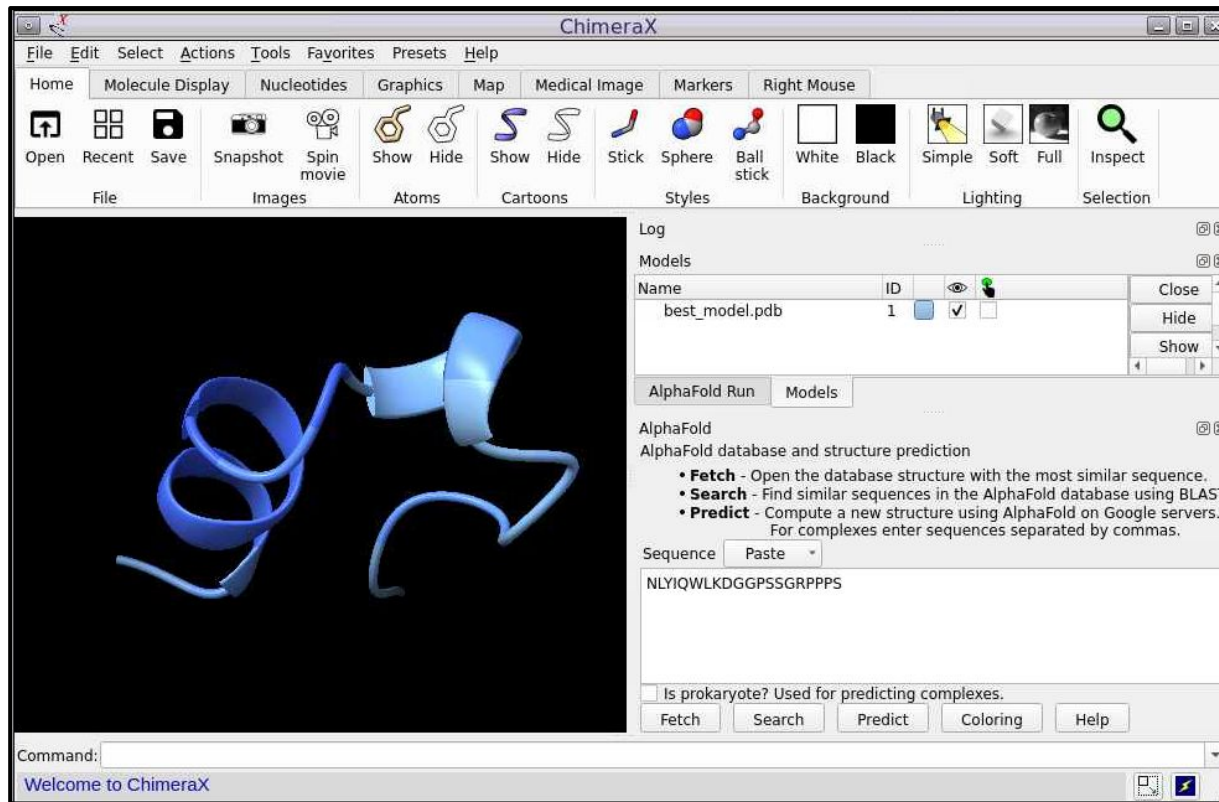 ChimeraX
File Edit Select Actions Tools Favorites Presets Help
Home Molecule Display Nucleotides Graphics Map Medical Image Markers Right Mouse
Open Recent Save Snapshot Spin movie Show Hide Show Hide Stick Sphere Ball stick White Black Simple Soft Full Inspect
File Images Atoms Cartoons Styles Background Lighting Selection
Log
Models
Name ID
best_model.pdb 1
Close
Hide
Show
AlphaFold Run Models
AlphaFold
AlphaFold database and structure prediction
• Fetch - Open the database structure with the most similar sequence.
• Search - Find similar sequences in the AlphaFold database using BLAST
• Predict - Compute a new structure using AlphaFold on Google servers.
For complexes enter sequences separated by commas.
Sequence Paste
NLYIQWLKDGGPSSGRPPPS
Is prokaryote? Used for predicting complexes.
Fetch Search Predict Coloring Help
Command:
Welcome to ChimeraX